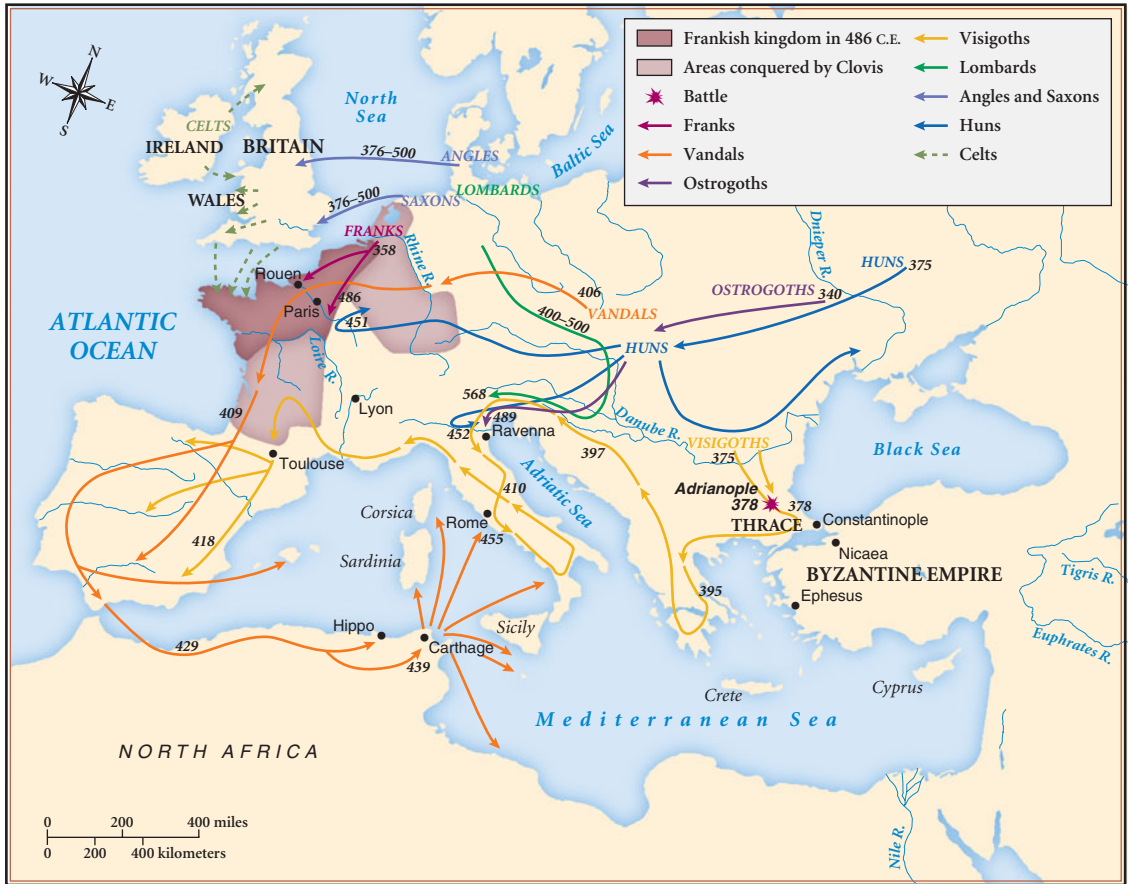 Frankish kingdom in 486 C.E.
Areas conquered by Clovis
Battle
Franks
Vandals
Ostrogoths
Visigoths
Lombards
Angles and Saxons
Huns
Celts
N
W
E
S
North
Sea
CELTS
IRELAND
BRITAIN
376–500
ANGLES
Baltic Sea
WALES
376–500
SAXONS
LOMBARDS
FRANKS
358
Rhine R.
Dnieper R.
HUNS
375
Rouen
486
406
OSTROGOTHS
340
Paris
451
VANDALS
400–500
ATLANTIC
OCEAN
HUNS
Loire R.
409
Lyon
568
489
452
Ravenna
Danube R.
VISIGOTHS
375
397
Black Sea
Toulouse
410
Adriatic Sea
Adrianople
378
378
THRACE
Constantinople
Corsica
Rome
455
418
Sardinia
Nicaea
BYZANTINE EMPIRE
Tigris R.
395
Ephesus
Hippo
Sicily
Euphrates R.
429
Carthage
439
Crete
Cyprus
Mediterranean Sea
NORTH AFRICA
0 200 400 miles
0 200 400 kilometers
Nile R.